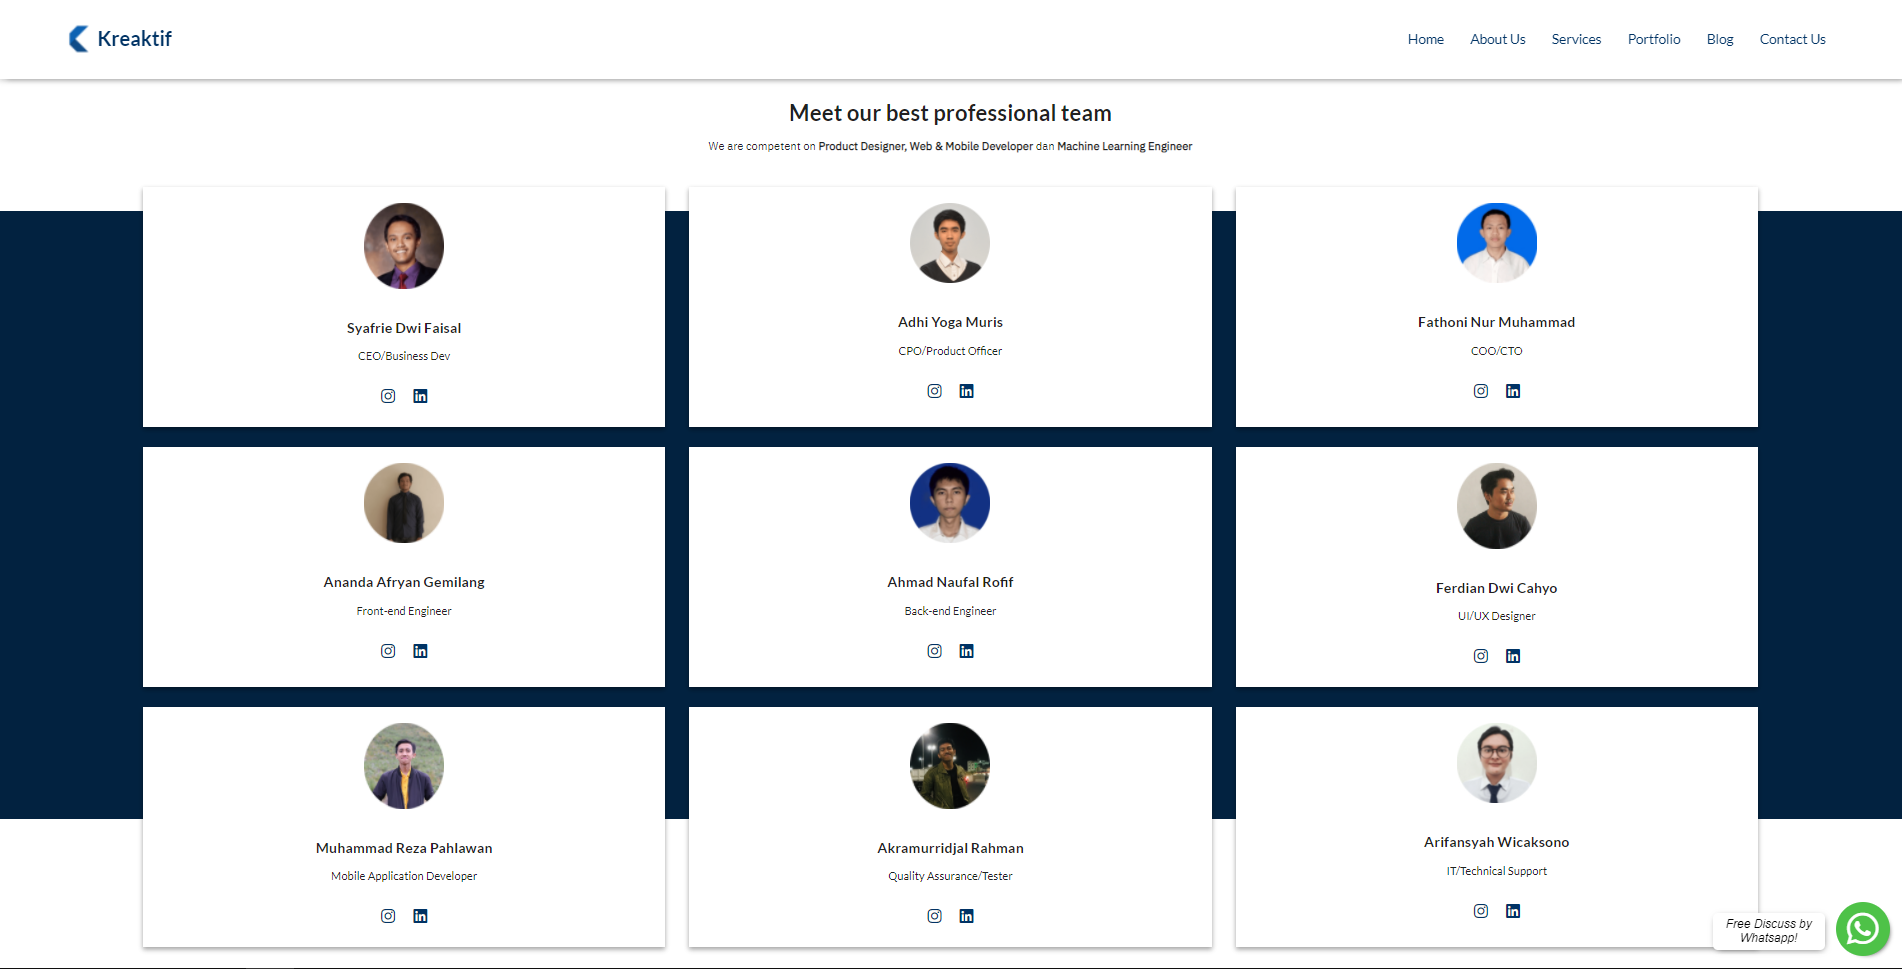 Kreaktif
Home About Us Services Portfolio Blog Contact Us
Meet our best professional team
We are competent on Product Designer, Web & Mobile Developer dan Machine Learning Engineer
Syafrie Dwi Faisal
CEO/Business Dev
Adhi Yoga Muris
CPO/Product Officer
Fathoni Nur Muhammad
COO/CTO
Ananda Afryan Gemilang
Front-end Engineer
Ahmad Naufal Rofif
Back-end Engineer
Ferdian Dwi Cahyo
UI/UX Designer
Muhammad Reza Pahlawan
Mobile Application Developer
Akramurridjal Rahman
Quality Assurance/Tester
Arifansyah Wicaksono
IT/Technical Support
Free Discuss by
Whatsapp!